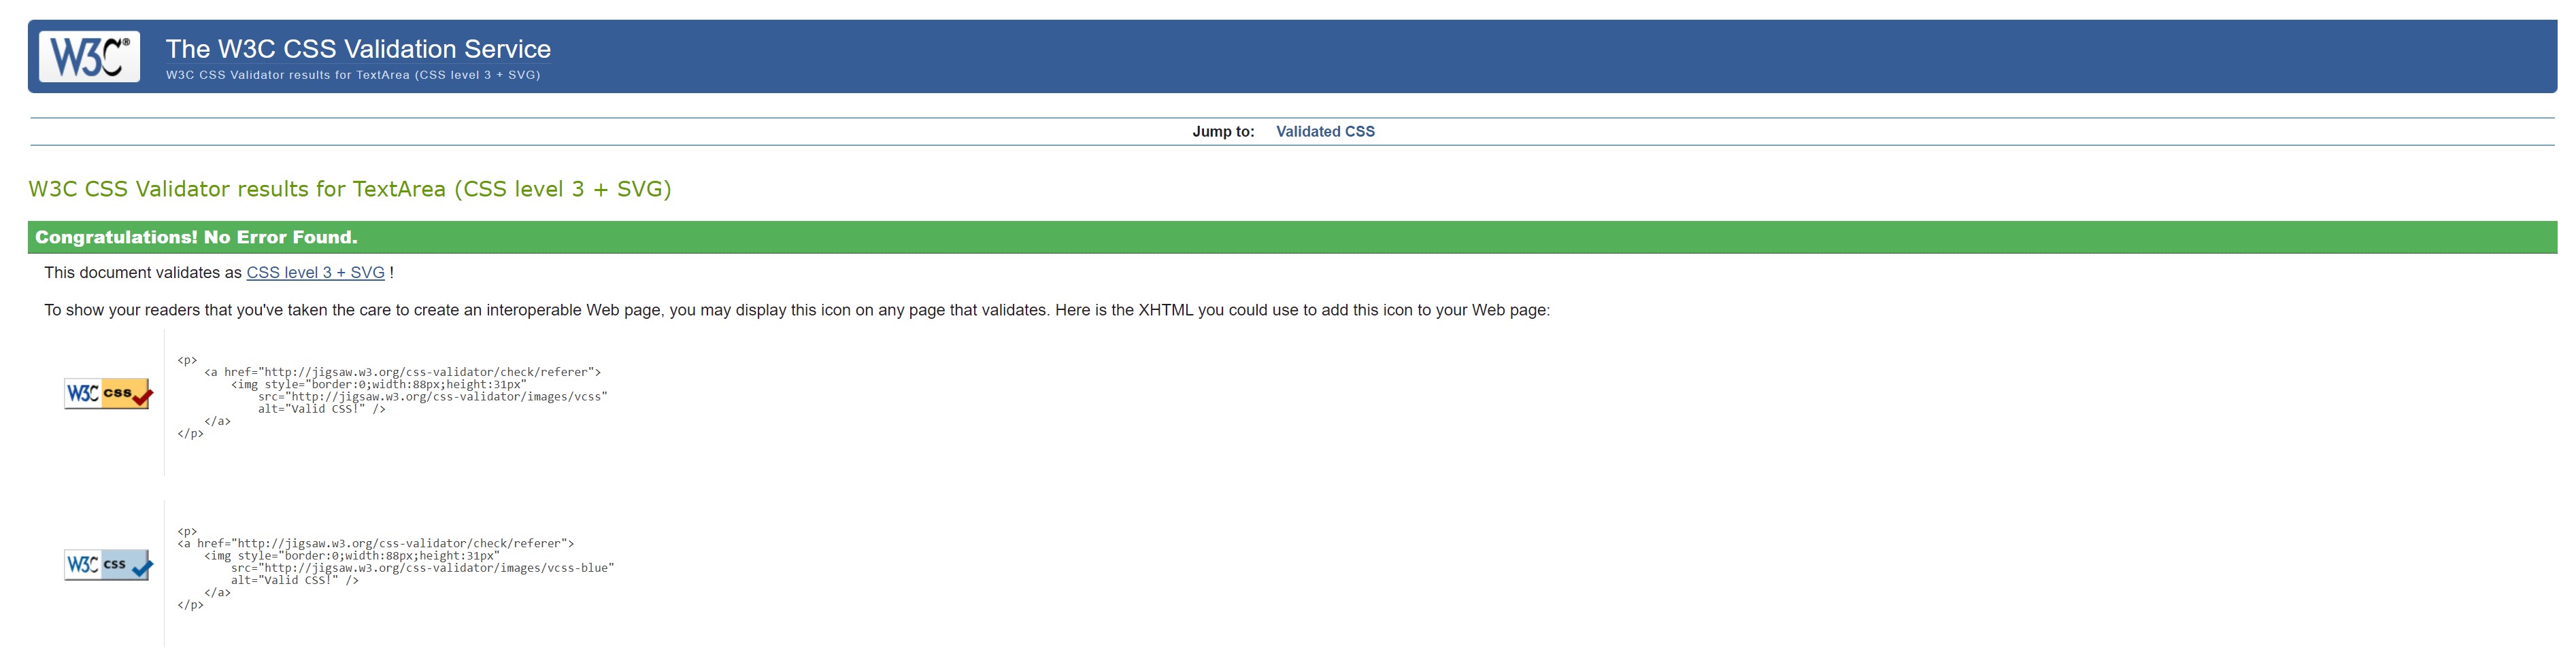 W3C®
The W3C CSS Validation Service
W3C CSS Validator results for TextArea (CSS level 3 + SVG)
Jump to: Validated CSS
W3C CSS Validator results for TextArea (CSS level 3 + SVG)
Congratulations! No Error Found.
This document validates as CSS level 3 + SVG !
To show your readers that you've taken the care to create an interoperable Web page, you may display this icon on any page that validates. Here is the XHTML you could use to add this icon to your Web page:
W3C css
<p>
    <a href="http://jigsaw.w3.org/css-validator/check/referer">
        <img style="border:0;width:88px;height:31px"
            src="http://jigsaw.w3.org/css-validator/images/vcss"
            alt="Valid CSS!" />
    </a>
</p>
W3C css
<p>
<a href="http://jigsaw.w3.org/css-validator/check/referer">
    <img style="border:0;width:88px;height:31px"
        src="http://jigsaw.w3.org/css-validator/images/vcss-blue"
        alt="Valid CSS!" />
    </a>
</p>